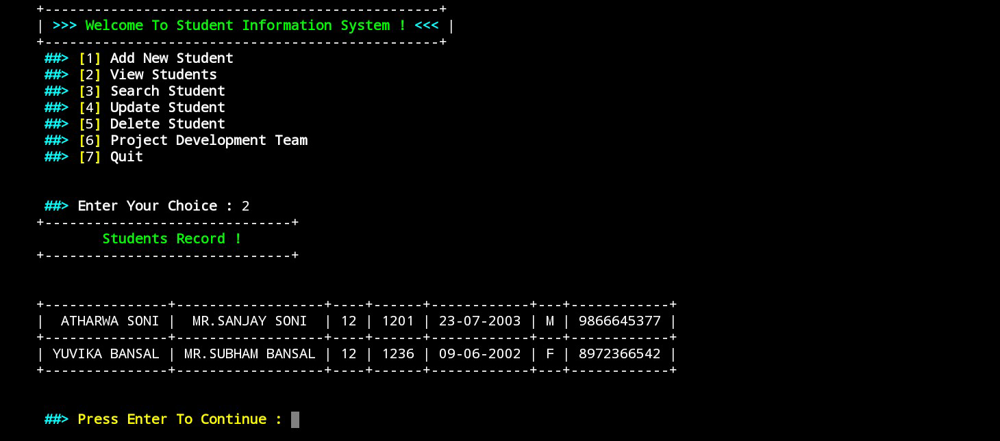 +------------------------------------------------+
| >>> Welcome To Student Information System ! <<< |
+------------------------------------------------+
##> [1] Add New Student
##> [2] View Students
##> [3] Search Student
##> [4] Update Student
##> [5] Delete Student
##> [6] Project Development Team
##> [7] Quit
##> Enter Your Choice : 2
+------------------------------+
Students Record !
+------------------------------+
+---------------+------------------+----+------+------------+---+------------+
|  ATHARWA SONI |  MR.SANJAY SONI  | 12 | 1201 | 23-07-2003 | M | 9866645377 |
+---------------+------------------+----+------+------------+---+------------+
| YUVIKA BANSAL | MR.SUBHAM BANSAL | 12 | 1236 | 09-06-2002 | F | 8972366542 |
+---------------+------------------+----+------+------------+---+------------+
##> Press Enter To Continue :